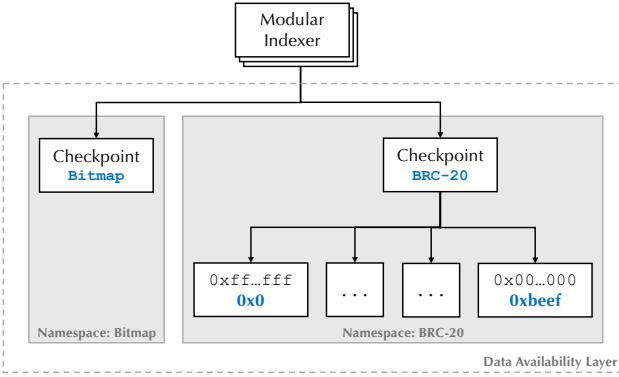 Modular
Indexer
Checkpoint
Bitmap
Checkpoint
BRC-20
0xff...fff
0x0
...
...
0x00...000
0xbeef
Namespace: Bitmap
Namespace: BRC-20
Data Availability Layer